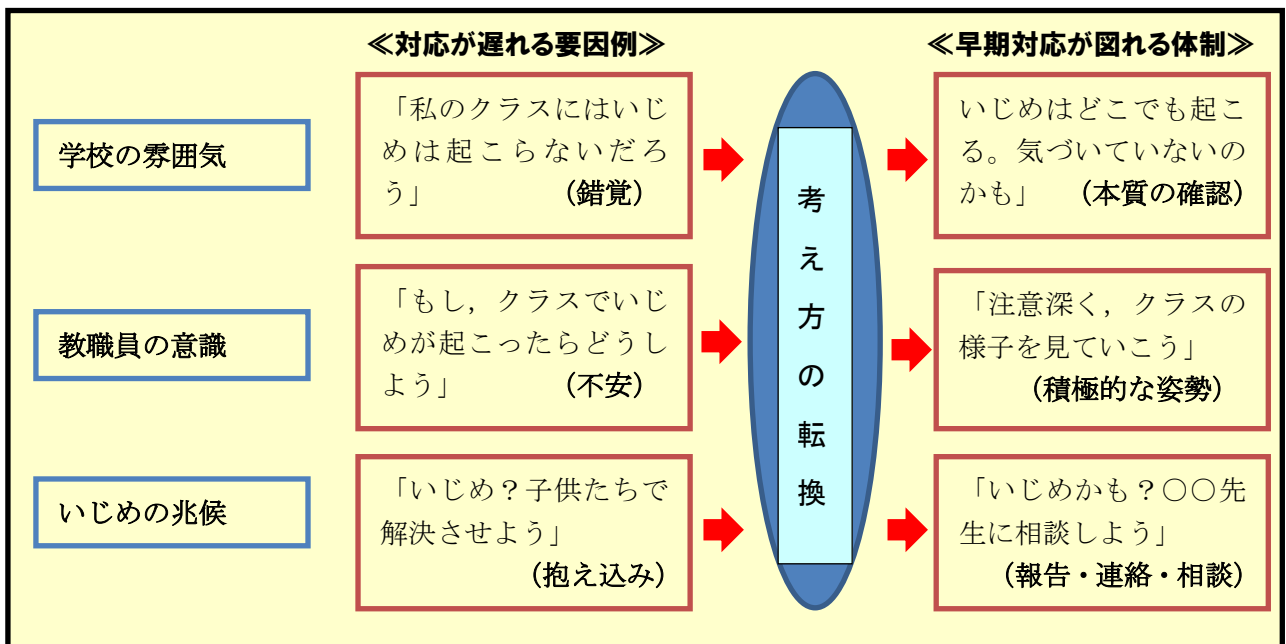 ≪対応が遅れる要因例≫
≪早期対応が図れる体制≫
学校の雰囲気
「私のクラスにはいじ
めは起こらないだろ
う」 （錯覚）
いじめはどこでも起こ
る。気づいていないの
かも」 （本質の確認）
教職員の意識
「もし，クラスでいじ
めが起こったらどうし
よう」 （不安）
「注意深く，クラスの
様子を見ていこう」
（積極的な姿勢）
いじめの兆候
「いじめ？子供たちで
解決させよう」
（抱え込み）
「いじめかも？○○先
生に相談しよう」
（報告・連絡・相談）
考え方の転換